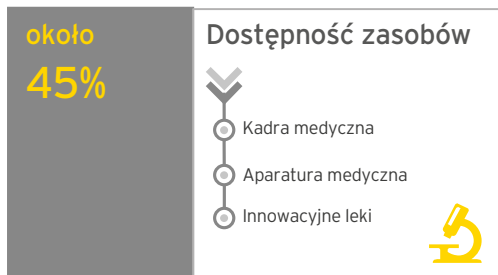 około
45%
Dostępność zasobów
Kadra medyczna
Aparatura medyczna
Innowacyjne leki